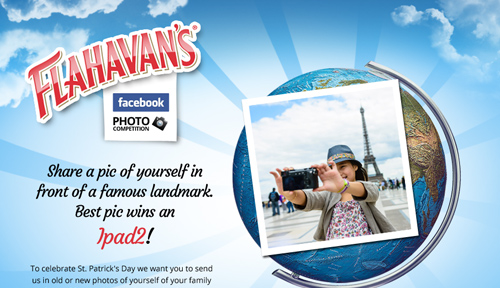 FLAHAVAN'S®
facebook
PHOTO
COMPETITION
Share a pic of yourself in
front of a famous landmark.
Best pic wins an
Ipad2!
To celebrate St. Patrick's Day we want you to send
us in old or new photos of yourself of your family